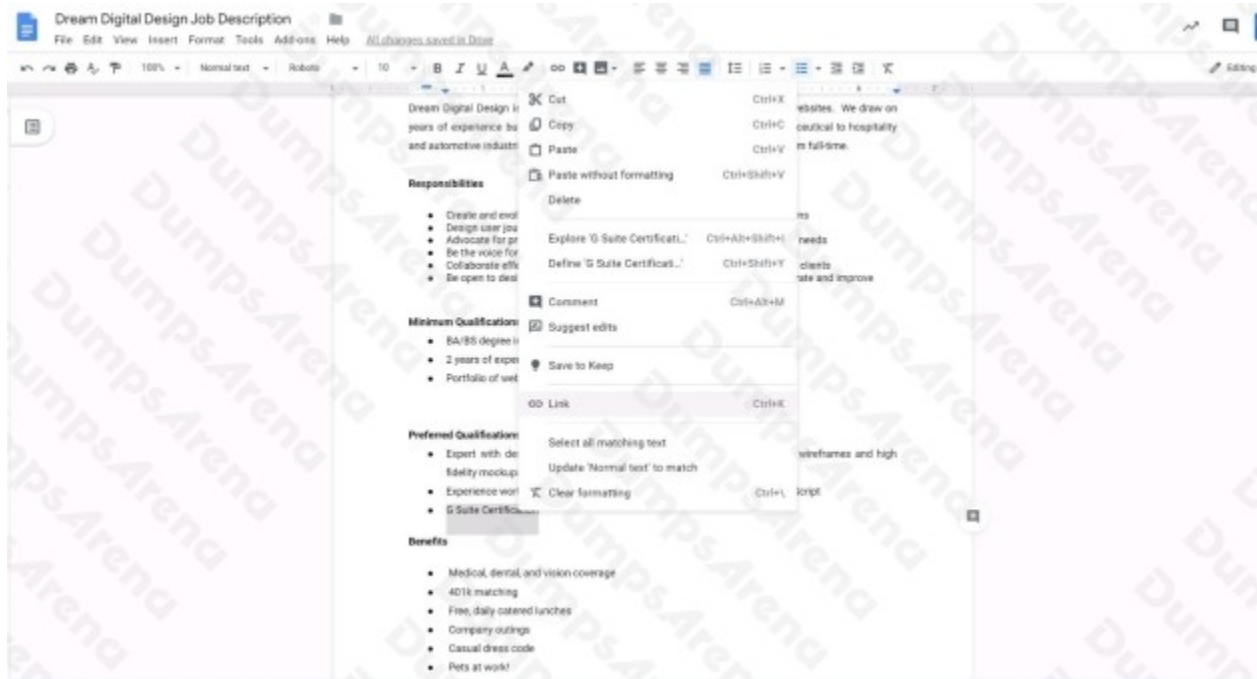 Dream Digital Design Job Description
File Edit View Insert Format Tools Add-ons Help All changes saved in Drive
100% Normal text Roboto 10 B I U A Editing
Dream Digital Design i ebsites. We draw on
years of experience bu ceutical to hospitality
and automotive industri m full-time.
Responsibilities
Create and evol ns
Design user jou
Advocate for pr needs
Be the voice for
Collaborate effe clients
Be open to desi rate and improve
Minimum Qualifications
BA/BS degree i
2 years of exper
Portfolio of web
Preferred Qualifications
Expert with de wireframes and high
fidelity mockup
Experience wor Script
G Suite Certification
Cut Ctrl+X
Copy Ctrl+C
Paste Ctrl+V
Paste without formatting Ctrl+Shift+V
Delete
Explore 'G Suite Certificati...' Ctrl+Alt+Shift+I
Define 'G Suite Certificati...' Ctrl+Shift+Y
Comment Ctrl+Alt+M
Suggest edits
Save to Keep
Link Ctrl+K
Select all matching text
Update 'Normal text' to match
Clear formatting Ctrl+\
Benefits
Medical, dental, and vision coverage
401k matching
Free, daily catered lunches
Company outings
Casual dress code
Pets at work!
DumpsArena